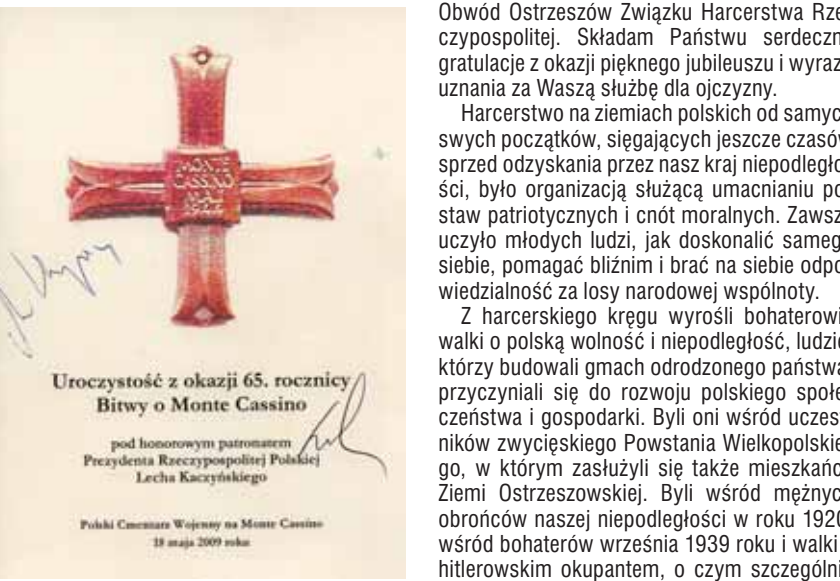 MONTE
CASSINO
MAJ
Uroczystość z okazji 65. rocznicy
Bitwy o Monte Cassino
pod honorowym patronatem
Prezydenta Rzeczypospolitej Polskiej
Lecha Kaczyńskiego
Polski Cmentarz Wojenny na Monte Cassino
18 maja 2009 roku
Obwód Ostrzeszów Związku Harcerstwa Rze
czypospolitej. Składam Państwu serdeczn
gratulacje z okazji pięknego jubileuszu i wyraz
uznania za Waszą służbę dla ojczyzny.
Harcerstwo na ziemiach polskich od samyc
swych początków, sięgających jeszcze czasów
sprzed odzyskania przez nasz kraj niepodległo
ści, było organizacją służącą umacnianiu po
staw patriotycznych i cnót moralnych. Zawsz
uczyło młodych ludzi, jak doskonalić sameg
siebie, pomagać bliźnim i brać na siebie odpo
wiedzialność za losy narodowej wspólnoty.
Z harcerskiego kręgu wyrośli bohaterowi
walki o polską wolność i niepodległość, ludzie
którzy budowali gmach odrodzonego państwa
przyczyniali się do rozwoju polskiego społe
czeństwa i gospodarki. Byli oni wśród uczest
ników zwycięskiego Powstania Wielkopolskie
go, w którym zasłużyli się także mieszkańc
Ziemi Ostrzeszowskiej. Byli wśród mężnyc
obrońców naszej niepodległości w roku 1920
wśród bohaterów września 1939 roku i walki
hitlerowskim okupantem, o czym szczególni